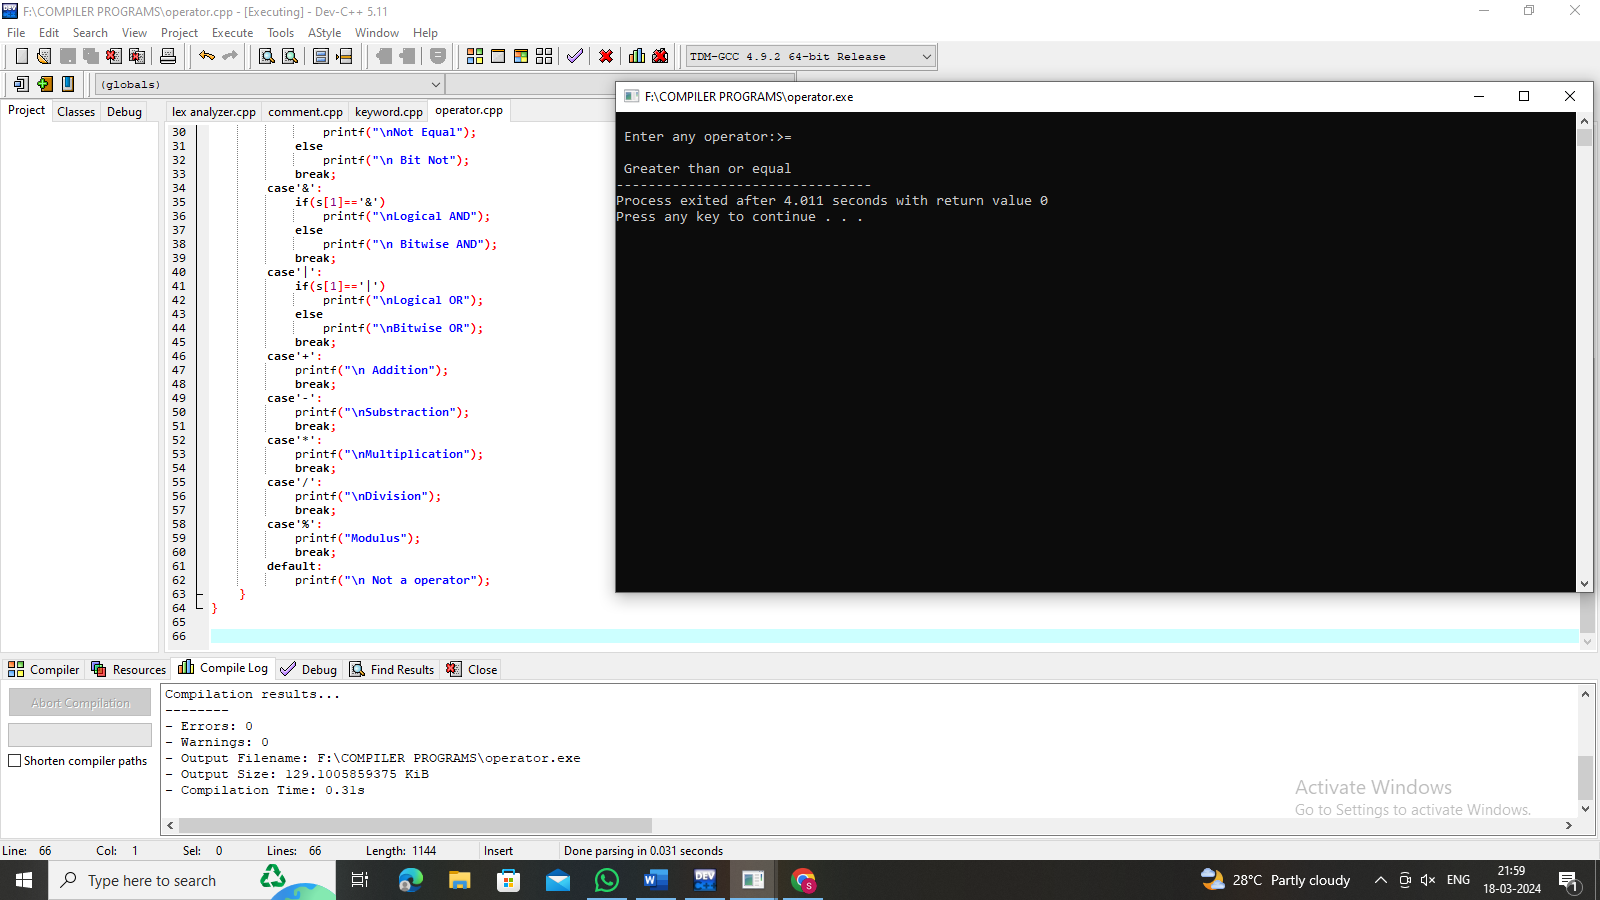 F:\COMPILER PROGRAMS\operator.cpp - [Executing] - Dev-C++ 5.11
File Edit Search View Project Execute Tools AStyle Window Help
TDM-GCC 4.9.2 64-bit Release
(globals)
Project Classes Debug
lex analyzer.cpp comment.cpp keyword.cpp operator.cpp
30 printf("\nNot Equal");
31 else
32 printf("\n Bit Not");
33 break;
34 case'&':
35 if(s[1]=='&')
36 printf("\nLogical AND");
37 else
38 printf("\n Bitwise AND");
39 break;
40 case'|':
41 if(s[1]=='|')
42 printf("\nLogical OR");
43 else
44 printf("\nBitwise OR");
45 break;
46 case'+':
47 printf("\n Addition");
48 break;
49 case'-':
50 printf("\nSubstraction");
51 break;
52 case'*':
53 printf("\nMultiplication");
54 break;
55 case'/':
56 printf("\nDivision");
57 break;
58 case'%':
59 printf("Modulus");
60 break;
61 default:
62 printf("\n Not a operator");
63 }
64 }
65
66
F:\COMPILER PROGRAMS\operator.exe
Enter any operator:>=
Greater than or equal
--------------------------------
Process exited after 4.011 seconds with return value 0
Press any key to continue . . .
Compiler Resources Compile Log Debug Find Results Close
Abort Compilation
Shorten compiler paths
Compilation results...
--------
- Errors: 0
- Warnings: 0
- Output Filename: F:\COMPILER PROGRAMS\operator.exe
- Output Size: 129.1005859375 KiB
- Compilation Time: 0.31s
Activate Windows
Go to Settings to activate Windows.
Line: 66 Col: 1 Sel: 0 Lines: 66 Length: 1144 Insert Done parsing in 0.031 seconds
Type here to search
DEV
S
28°C Partly cloudy
ENG
21:59
18-03-2024
1